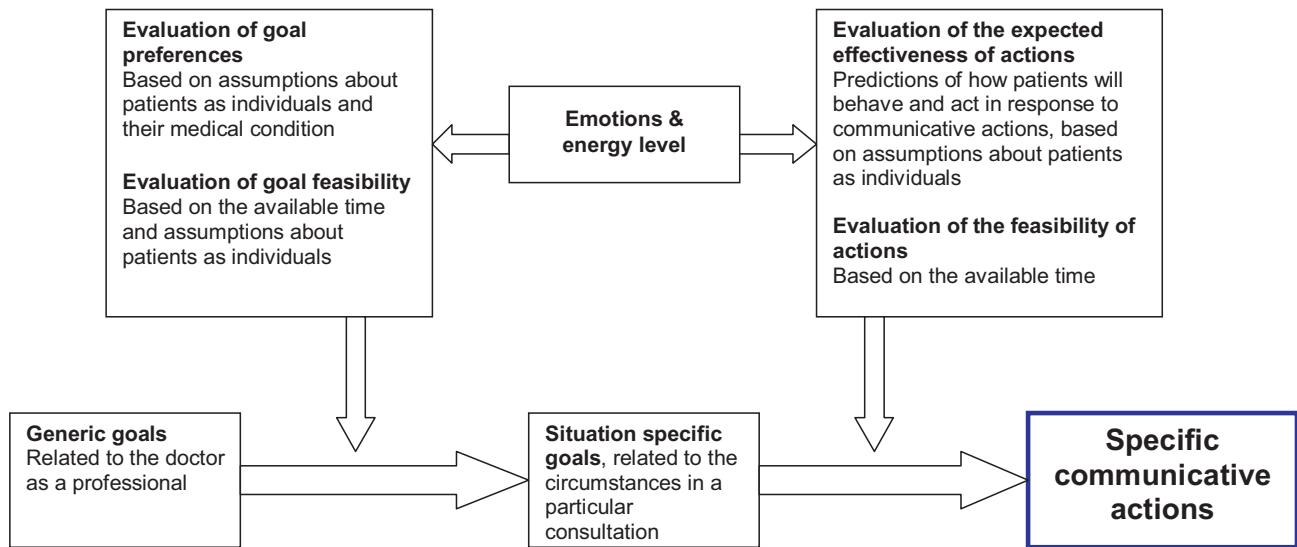 Evaluation of goal
preferences
Based on assumptions about
patients as individuals and
their medical condition
Evaluation of goal feasibility
Based on the available time
and assumptions about
patients as individuals
Emotions &
energy level
Evaluation of the expected
effectiveness of actions
Predictions of how patients will
behave and act in response to
communicative actions, based
on assumptions about patients
as individuals
Evaluation of the feasibility of
actions
Based on the available time
Generic goals
Related to the doctor
as a professional
Situation specific
goals, related to the
circumstances in a
particular
consultation
Specific
communicative
actions